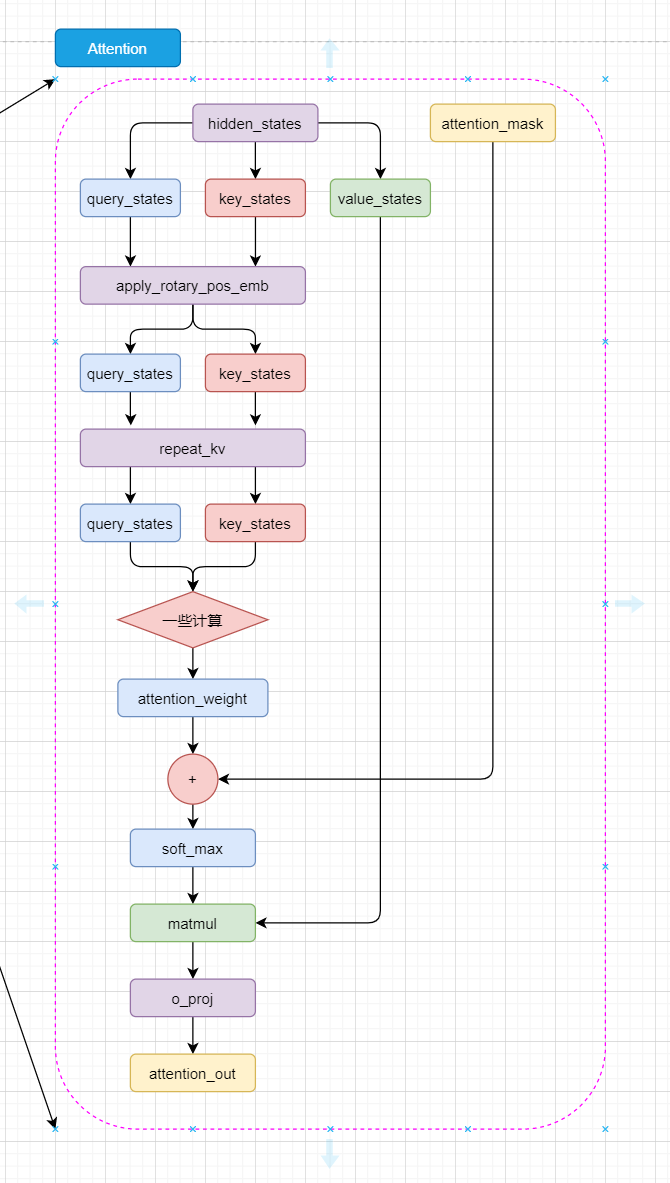 Attention
hidden_states
attention_mask
query_states
key_states
value_states
apply_rotary_pos_emb
query_states
key_states
repeat_kv
query_states
key_states
一些计算
attention_weight
+
soft_max
matmul
o_proj
attention_out